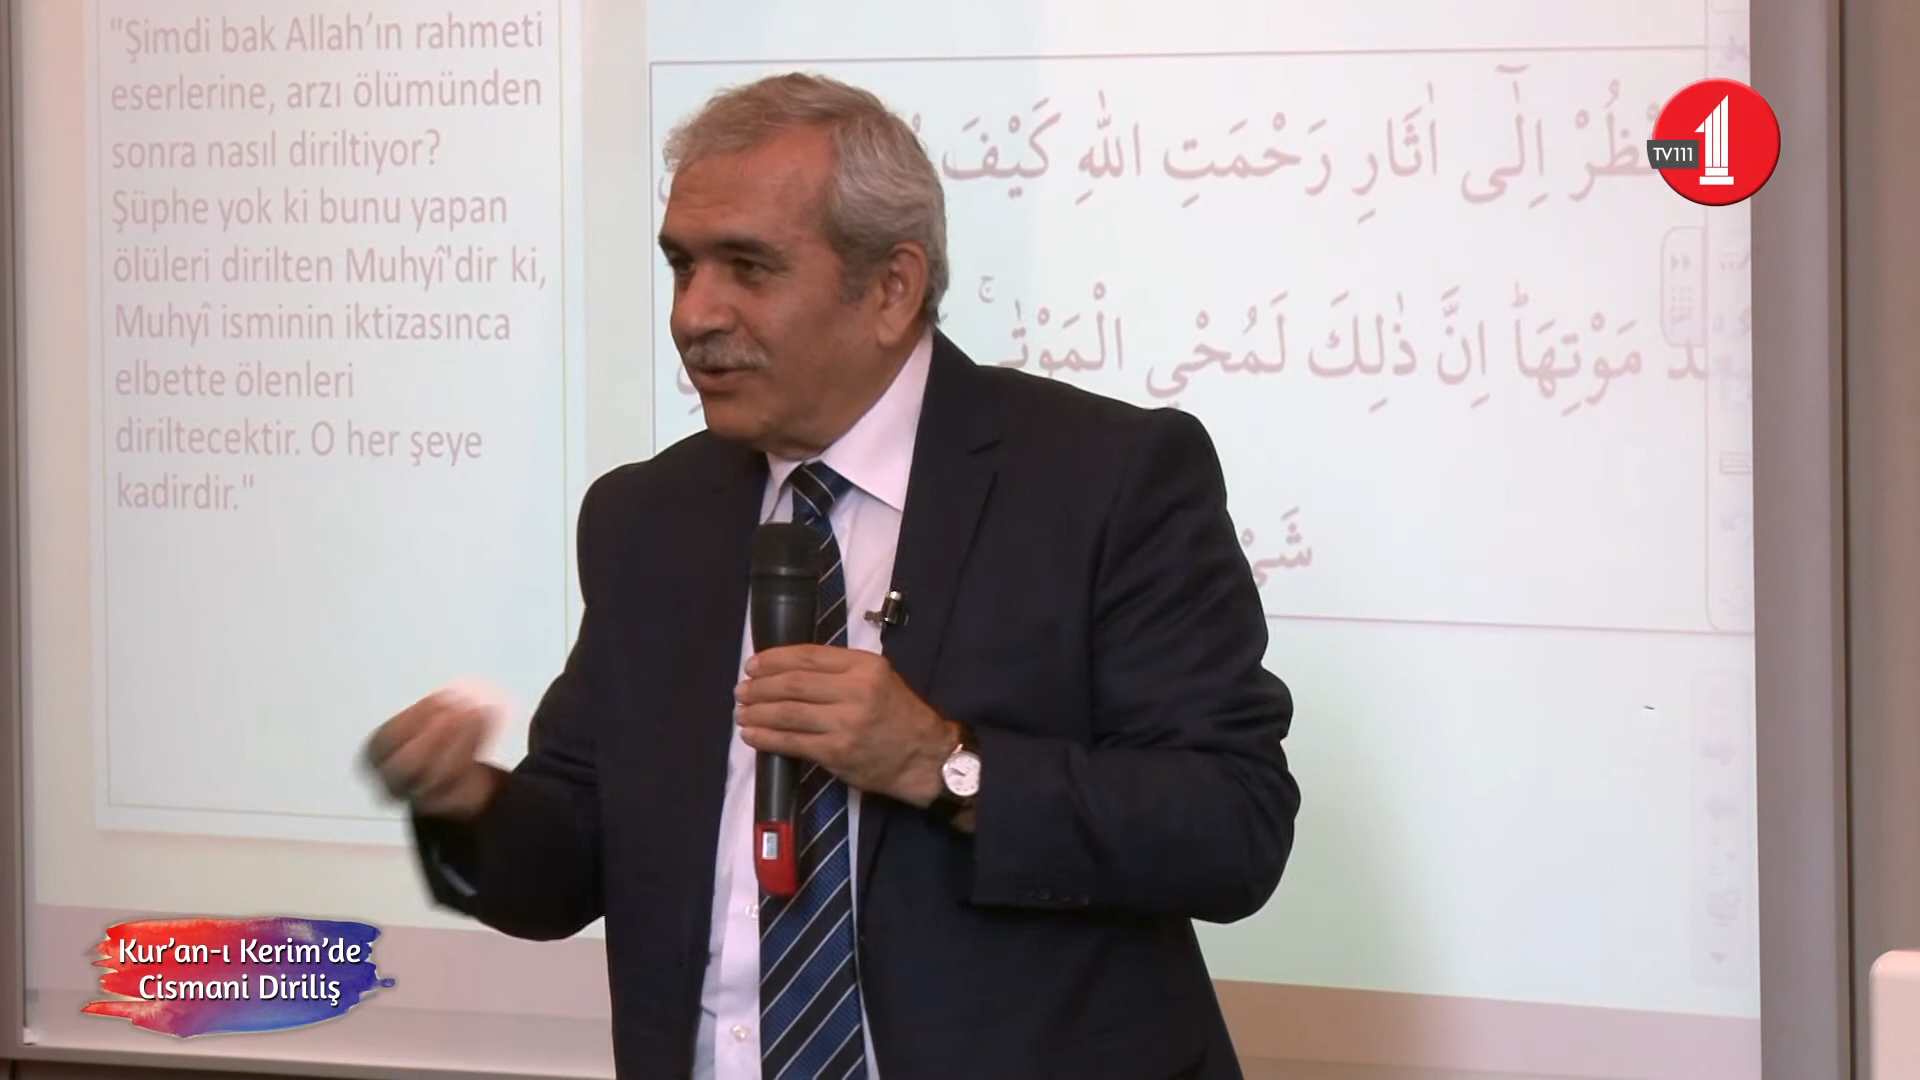 "Şimdi bak Allah’ın rahmeti
eserlerine, arzı ölümünden
sonra nasıl diriltiyor?
Şüphe yok ki bunu yapan
ölüleri dirilten Muhyî'dir ki,
Muhyî isminin iktizasınca
elbette ölenleri
diriltecektir. O her şeye
kadirdir."
اِلٰٓى اٰثَارِ رَحْمَتِ اللّٰهِ كَيْفَ
مَوْتِهَاۜ اِنَّ ذٰلِكَ لَمُحْيِ الْمَوْتٰىۚ
TV111
1
Kur’an-ı Kerim’de
Cismani Diriliş